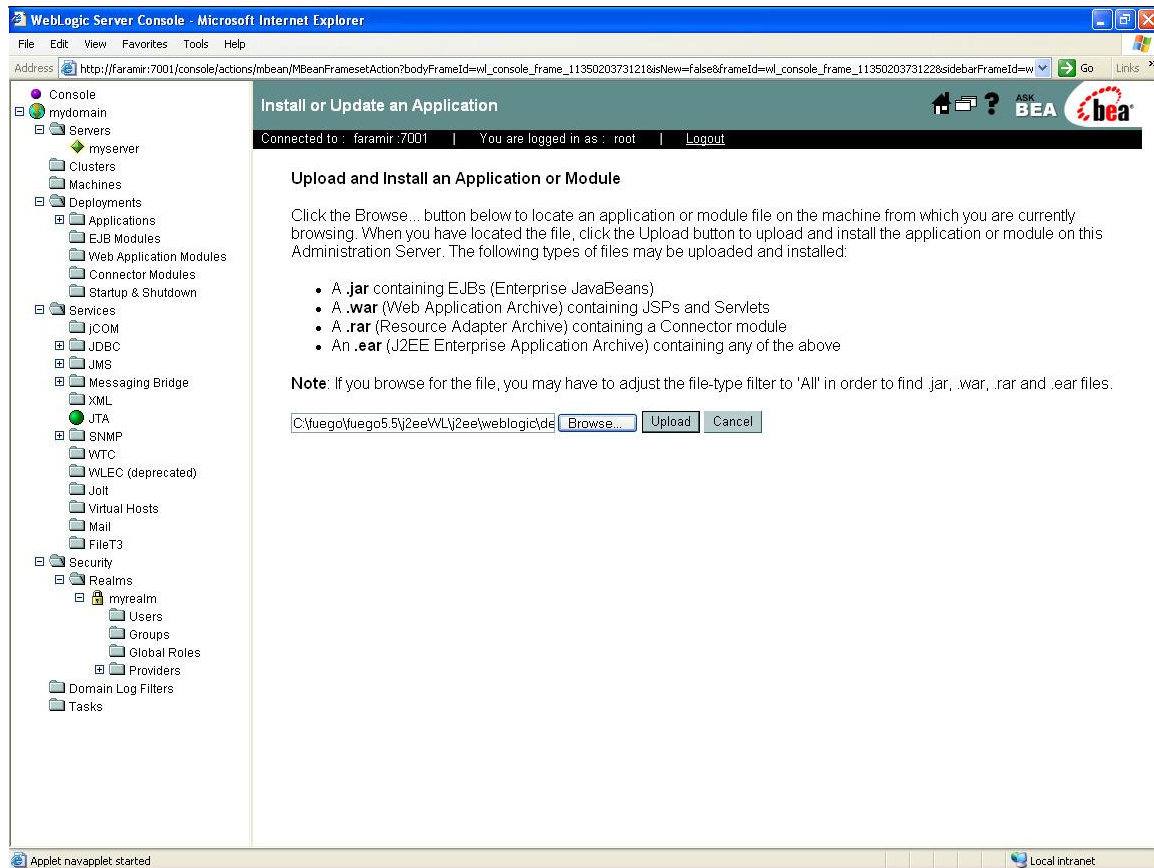 WebLogic Server Console - Microsoft Internet Explorer
File Edit View Favorites Tools Help
Address http://faramir:7001/console/actions/mbean/MBeanFramesetAction?bodyFrameId=wl_console_frame_1135020373121&isNew=false&frameId=wl_console_frame_1135020373122&sidebarFrameId=w Go Links »
Console
mydomain
Servers
myserver
Clusters
Machines
Deployments
Applications
EJB Modules
Web Application Modules
Connector Modules
Startup & Shutdown
Services
jCOM
JDBC
JMS
Messaging Bridge
XML
JTA
SNMP
WTC
WLEC (deprecated)
Jolt
Virtual Hosts
Mail
FileT3
Security
Realms
myrealm
Users
Groups
Global Roles
Providers
Domain Log Filters
Tasks
Install or Update an Application
? ASK BEA bea
Connected to : faramir :7001 | You are logged in as : root | Logout
Upload and Install an Application or Module
Click the Browse... button below to locate an application or module file on the machine from which you are currently
browsing. When you have located the file, click the Upload button to upload and install the application or module on this
Administration Server. The following types of files may be uploaded and installed:
• A .jar containing EJBs (Enterprise JavaBeans)
• A .war (Web Application Archive) containing JSPs and Servlets
• A .rar (Resource Adapter Archive) containing a Connector module
• An .ear (J2EE Enterprise Application Archive) containing any of the above
Note: If you browse for the file, you may have to adjust the file-type filter to 'All' in order to find .jar, .war, .rar and .ear files.
C:\fuego\fuego5.5\j2eeWL\j2ee\weblogic\de Browse... Upload Cancel
Applet navapplet started
Local intranet